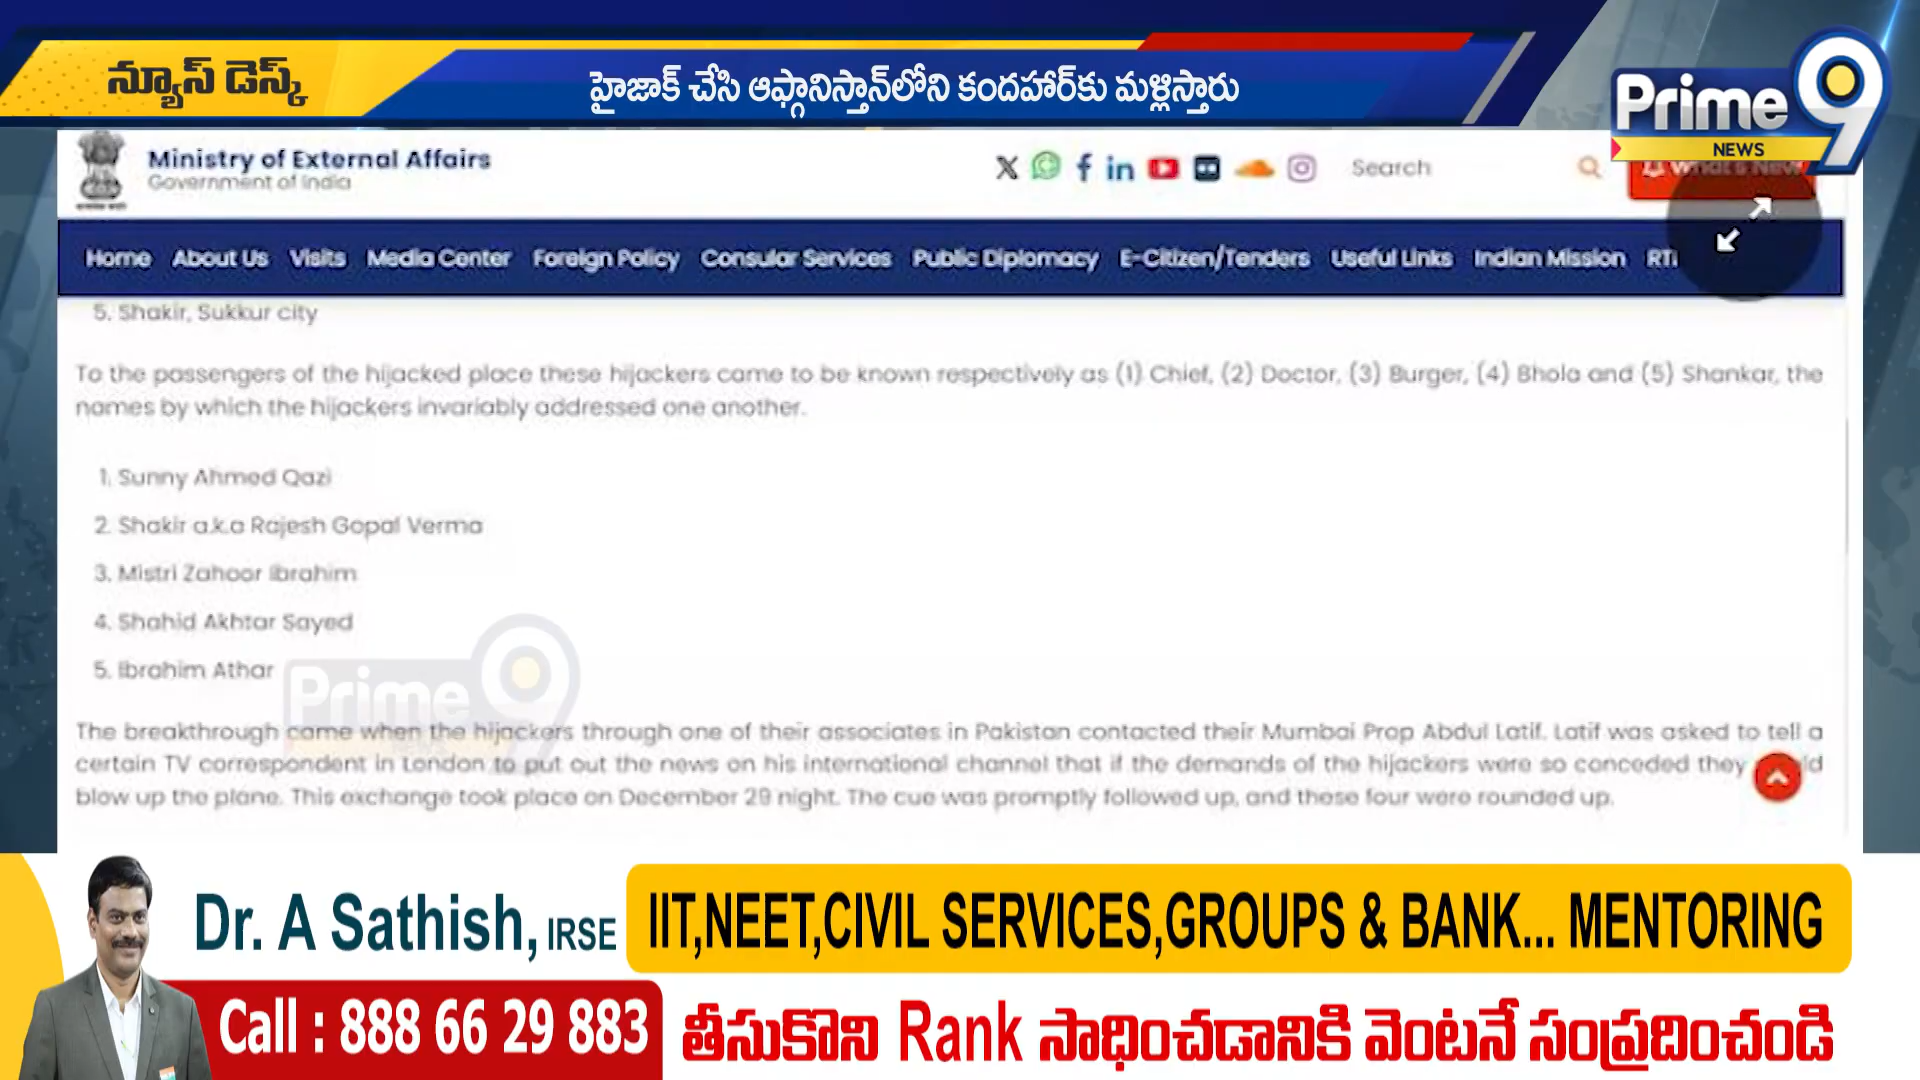 న్యూస్ డెస్క్
హైజాక్ చేసి ఆఫ్గానిస్తాన్‌లోని కందహార్‌కు మళ్లిస్తారు
Prime9
NEWS
Ministry of External Affairs
Government of India
Search
What's New
Home About Us Visits Media Center Foreign Policy Consular Services Public Diplomacy E-Citizen/Tenders Useful Links Indian Mission
5. Shakir, Sukkur city
To the passengers of the hijacked place these hijackers came to be known respectively as (1) Chief, (2) Doctor, (3) Burger, (4) Bhola and (5) Shankar, the
names by which the hijackers invariably addressed one another.
1. Sunny Ahmed Qazi
2. Shakir a.k.a Rajesh Gopal Verma
3. Mistri Zahoor Ibrahim
4. Shahid Akhtar Sayed
5. Ibrahim Athar
Prime9
The breakthrough came when the hijackers through one of their associates in Pakistan contacted their Mumbai Prop Abdul Latif. Latif was asked to tell a
certain TV correspondent in London to put out the news on his international channel that if the demands of the hijackers were so conceded they
blow up the plane. This exchange took place on December 29 night. The cue was promptly followed up, and these four were rounded up.
Dr. A Sathish, IRSE
IIT,NEET,CIVIL SERVICES,GROUPS & BANK... MENTORING
Call : 888 66 29 883
తీసుకొని Rank సాధించడానికి వెంటనే సంప్రదించండి